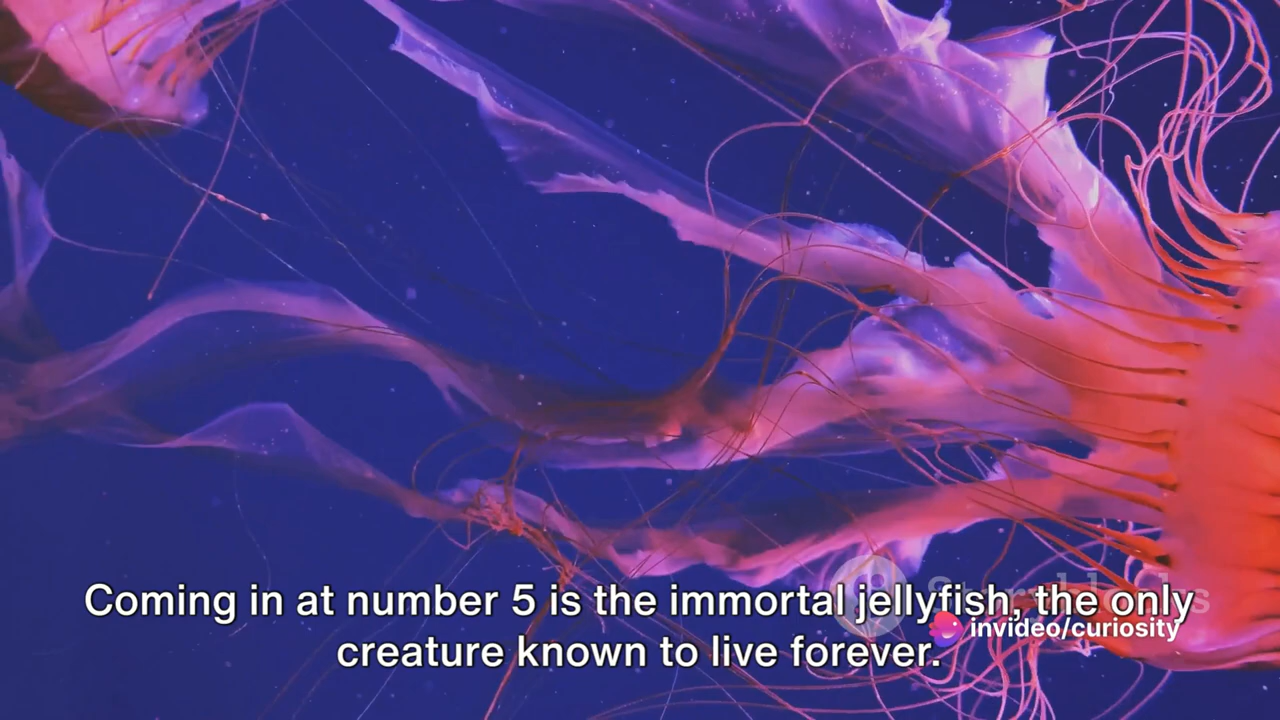 Coming in at number 5 is the immortal jellyfish, the only
invideo/curiosity
creature known to live forever.